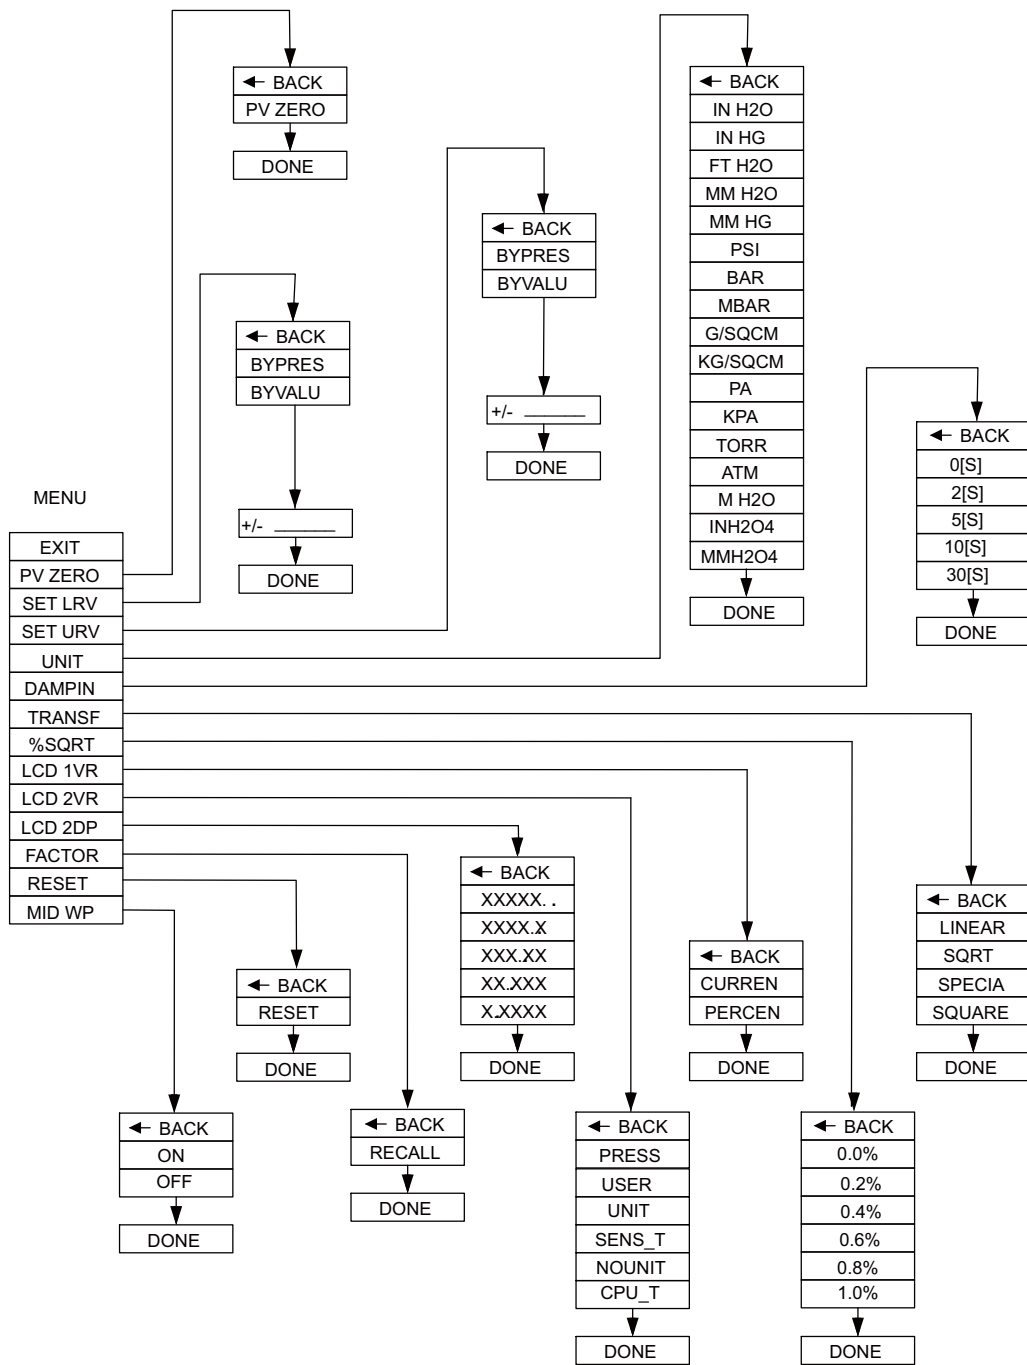 ← BACK
PV ZERO
DONE
← BACK
BYPRES
BYVALU
+/- ______
DONE
← BACK
BYPRES
BYVALU
+/- ______
DONE
← BACK
IN H2O
IN HG
FT H2O
MM H2O
MM HG
PSI
BAR
MBAR
G/SQCM
KG/SQCM
PA
KPA
TORR
ATM
M H2O
INH2O4
MMH2O4
DONE
← BACK
0[S]
2[S]
5[S]
10[S]
30[S]
DONE
MENU
EXIT
PV ZERO
SET LRV
SET URV
UNIT
DAMPIN
TRANSF
%SQRT
LCD 1VR
LCD 2VR
LCD 2DP
FACTOR
RESET
MID WP
← BACK
ON
OFF
DONE
← BACK
RESET
DONE
← BACK
RECALL
DONE
← BACK
XXXXX. .
XXXX.X
XXX.XX
XX.XXX
X.XXXX
DONE
← BACK
PRESS
USER
UNIT
SENS_T
NOUNIT
CPU_T
DONE
← BACK
CURREN
PERCEN
DONE
← BACK
0.0%
0.2%
0.4%
0.6%
0.8%
1.0%
DONE
← BACK
LINEAR
SQRT
SPECIA
SQUARE
DONE